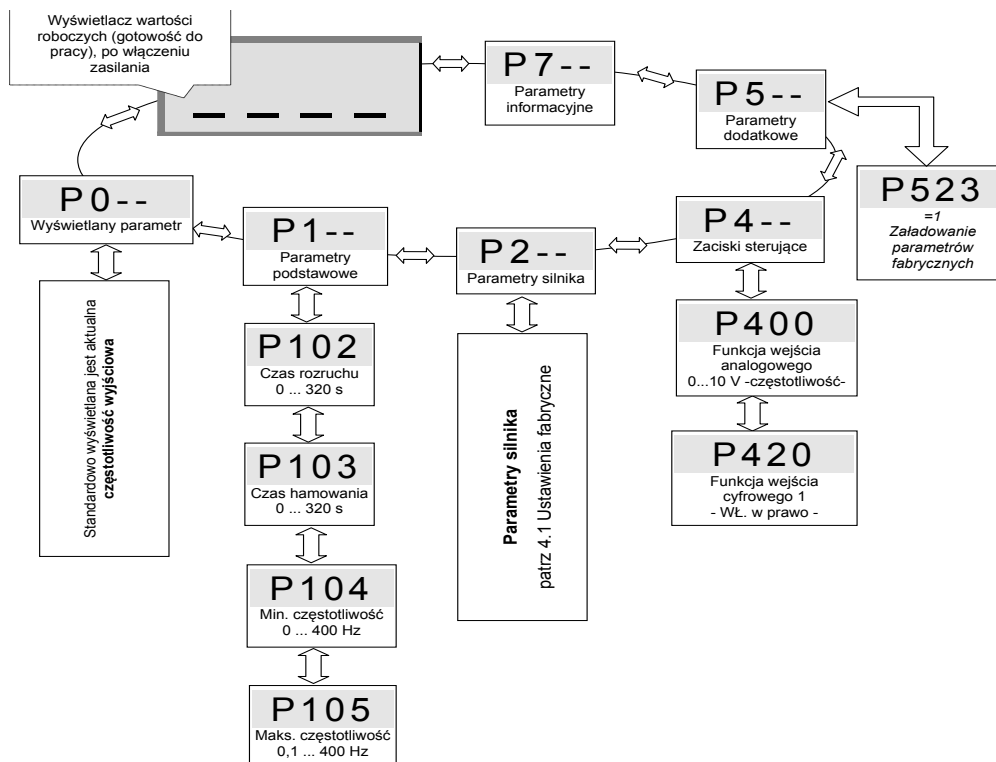 Wyświetlacz wartości
roboczych (gotowość do
pracy), po włączeniu
zasilania
_ _ _ _
P7--
Parametry
informacyjne
P5--
Parametry
dodatkowe
P523
=1
Załadowanie
parametrów
fabrycznych
P0--
Wyświetlany parametr
P1--
Parametry
podstawowe
P2--
Parametry silnika
P4--
Zaciski sterujące
Standardowo wyświetlana jest aktualna
częstotliwość wyjściowa
P102
Czas rozruchu
0 ... 320 s
P103
Czas hamowania
0 ... 320 s
P104
Min. częstotliwość
0 ... 400 Hz
P105
Maks. częstotliwość
0,1 ... 400 Hz
Parametry silnika
patrz 4.1 Ustawienia fabryczne
P400
Funkcja wejścia
analogowego
0...10 V -częstotliwość-
P420
Funkcja wejścia
cyfrowego 1
- WŁ. w prawo -